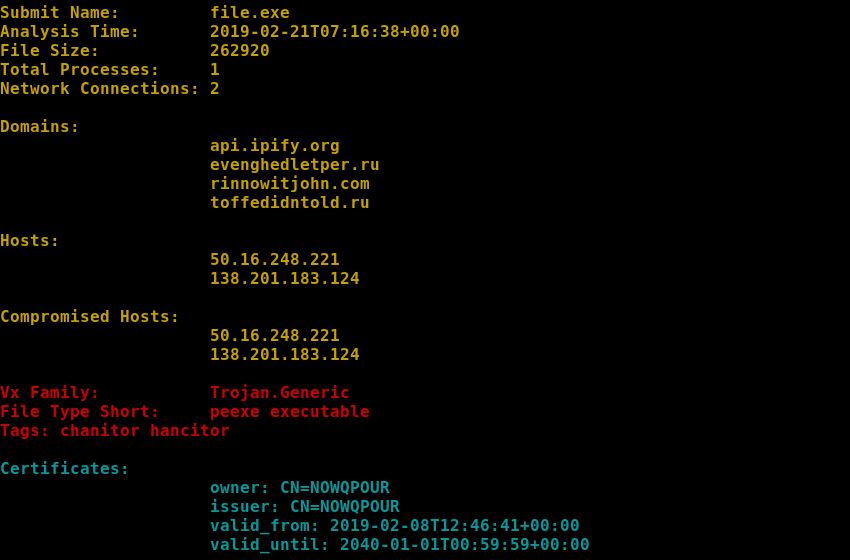 Submit Name: file.exe
Analysis Time: 2019-02-21T07:16:38+00:00
File Size: 262920
Total Processes: 1
Network Connections: 2
Domains:
api.ipify.org
evenghedletper.ru
rinnowitjohn.com
toffedidntold.ru
Hosts:
50.16.248.221
138.201.183.124
Compromised Hosts:
50.16.248.221
138.201.183.124
Vx Family: Trojan.Generic
File Type Short: peexe executable
Tags: chanitor hancitor
Certificates:
owner: CN=NOWQPOUR
issuer: CN=NOWQPOUR
valid_from: 2019-02-08T12:46:41+00:00
valid_until: 2040-01-01T00:59:59+00:00